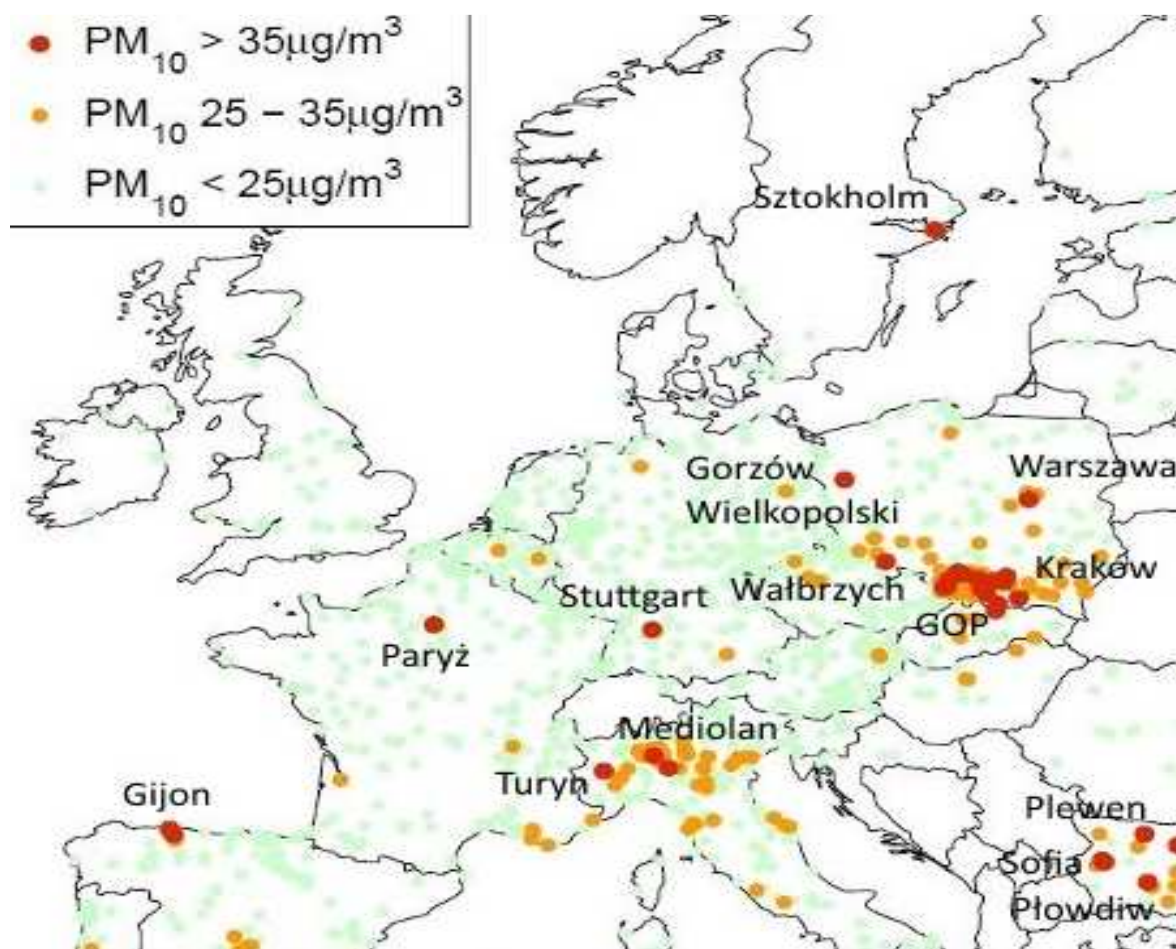 PM₁₀ > 35μg/m³
PM₁₀ 25 – 35μg/m³
PM₁₀ < 25μg/m³
Sztokholm
Gorzów
Wielkopolski
Warszawa
Kraków
Wałbrzych
Stuttgart
GOP
Paryż
Mediolan
Turyn
Gijon
Plewen
Sofia
Płowdiw